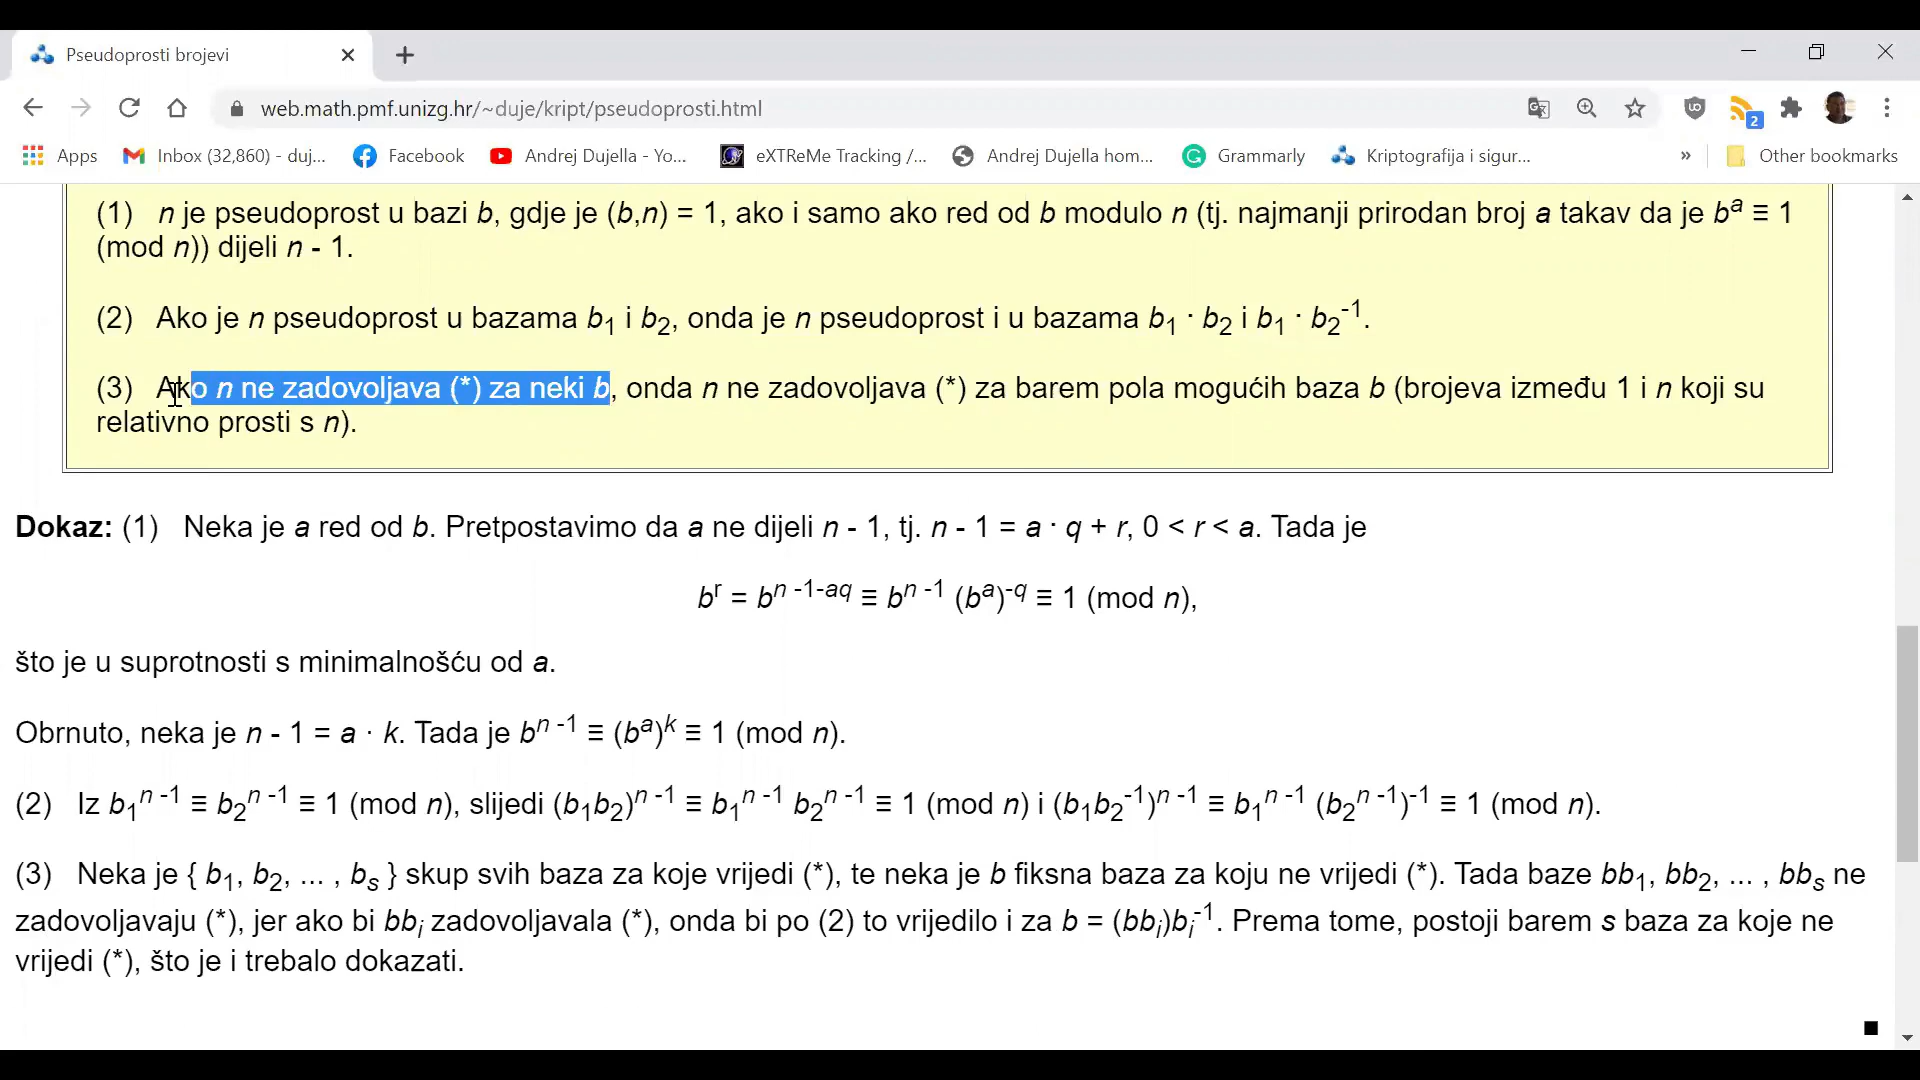 Pseudoprosti brojevi
web.math.pmf.unizg.hr/~duje/kript/pseudoprosti.html
2
Apps Inbox (32,860) - duj... Facebook Andrej Dujella - Yo... eXTReMe Tracking /... Andrej Dujella hom... Grammarly Kriptografija i sigur... » Other bookmarks
(1) n je pseudoprost u bazi b, gdje je (b,n) = 1, ako i samo ako red od b modulo n (tj. najmanji prirodan broj a takav da je b^a ≡ 1
(mod n)) dijeli n - 1.
(2) Ako je n pseudoprost u bazama b₁ i b₂, onda je n pseudoprost i u bazama b₁ · b₂ i b₁ · b₂⁻¹.
(3) Ako n ne zadovoljava (*) za neki b, onda n ne zadovoljava (*) za barem pola mogućih baza b (brojeva između 1 i n koji su
relativno prosti s n).
Dokaz: (1) Neka je a red od b. Pretpostavimo da a ne dijeli n - 1, tj. n - 1 = a · q + r, 0 < r < a. Tada je
b^r = b^(n -1-aq) ≡ b^(n -1) (b^a)^(-q) ≡ 1 (mod n),
što je u suprotnosti s minimalnošću od a.
Obrnuto, neka je n - 1 = a · k. Tada je b^(n -1) ≡ (b^a)^k ≡ 1 (mod n).
(2) Iz b₁^(n -1) ≡ b₂^(n -1) ≡ 1 (mod n), slijedi (b₁b₂)^(n -1) ≡ b₁^(n -1) b₂^(n -1) ≡ 1 (mod n) i (b₁b₂⁻¹)^(n -1) ≡ b₁^(n -1) (b₂^(n -1))⁻¹ ≡ 1 (mod n).
(3) Neka je { b₁, b₂, ... , b_s } skup svih baza za koje vrijedi (*), te neka je b fiksna baza za koju ne vrijedi (*). Tada baze bb₁, bb₂, ... , bb_s ne
zadovoljavaju (*), jer ako bi bb_i zadovoljavala (*), onda bi po (2) to vrijedilo i za b = (bb_i)b_i⁻¹. Prema tome, postoji barem s baza za koje ne
vrijedi (*), što je i trebalo dokazati.